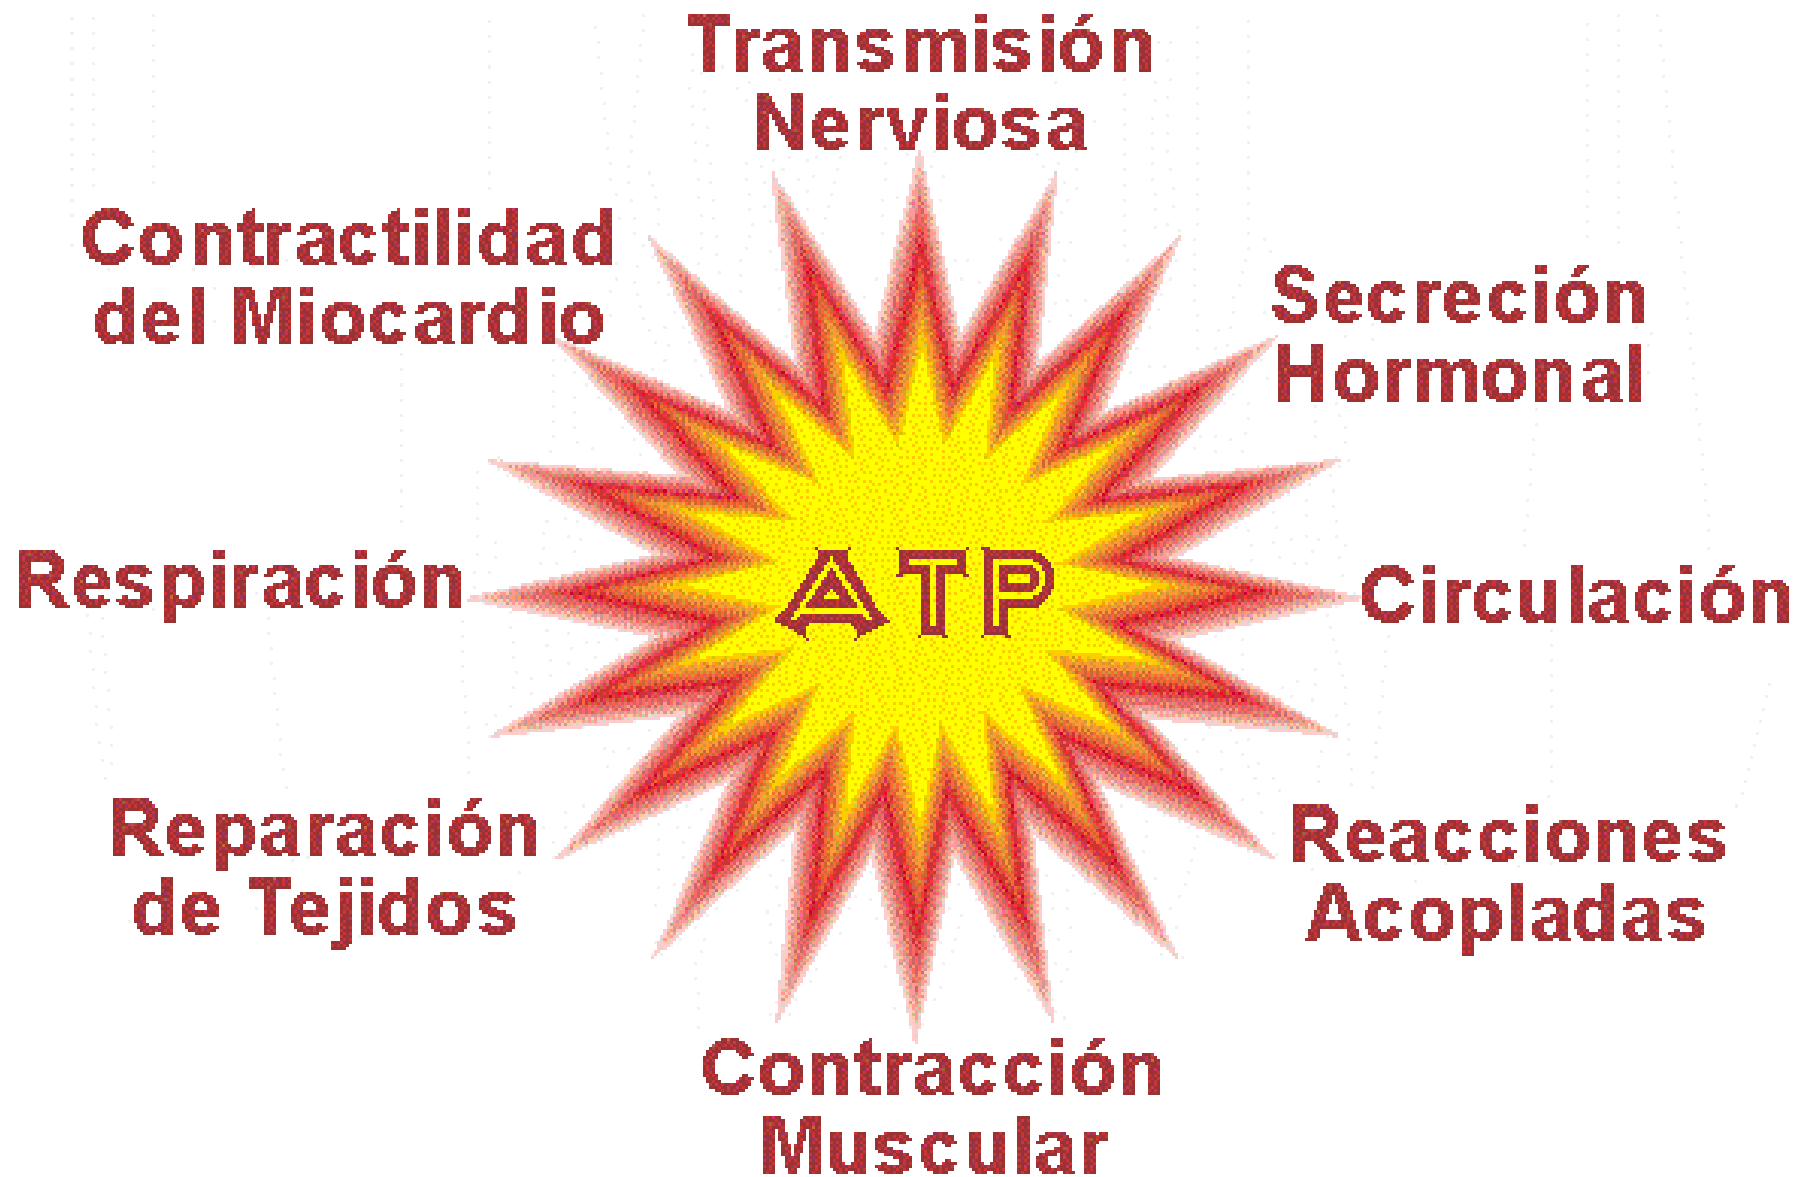 Transmisión
Nerviosa
Contractilidad
del Miocardio
Secreción
Hormonal
Respiración
ATP
Circulación
Reparación
de Tejidos
Reacciones
Acopladas
Contracción
Muscular